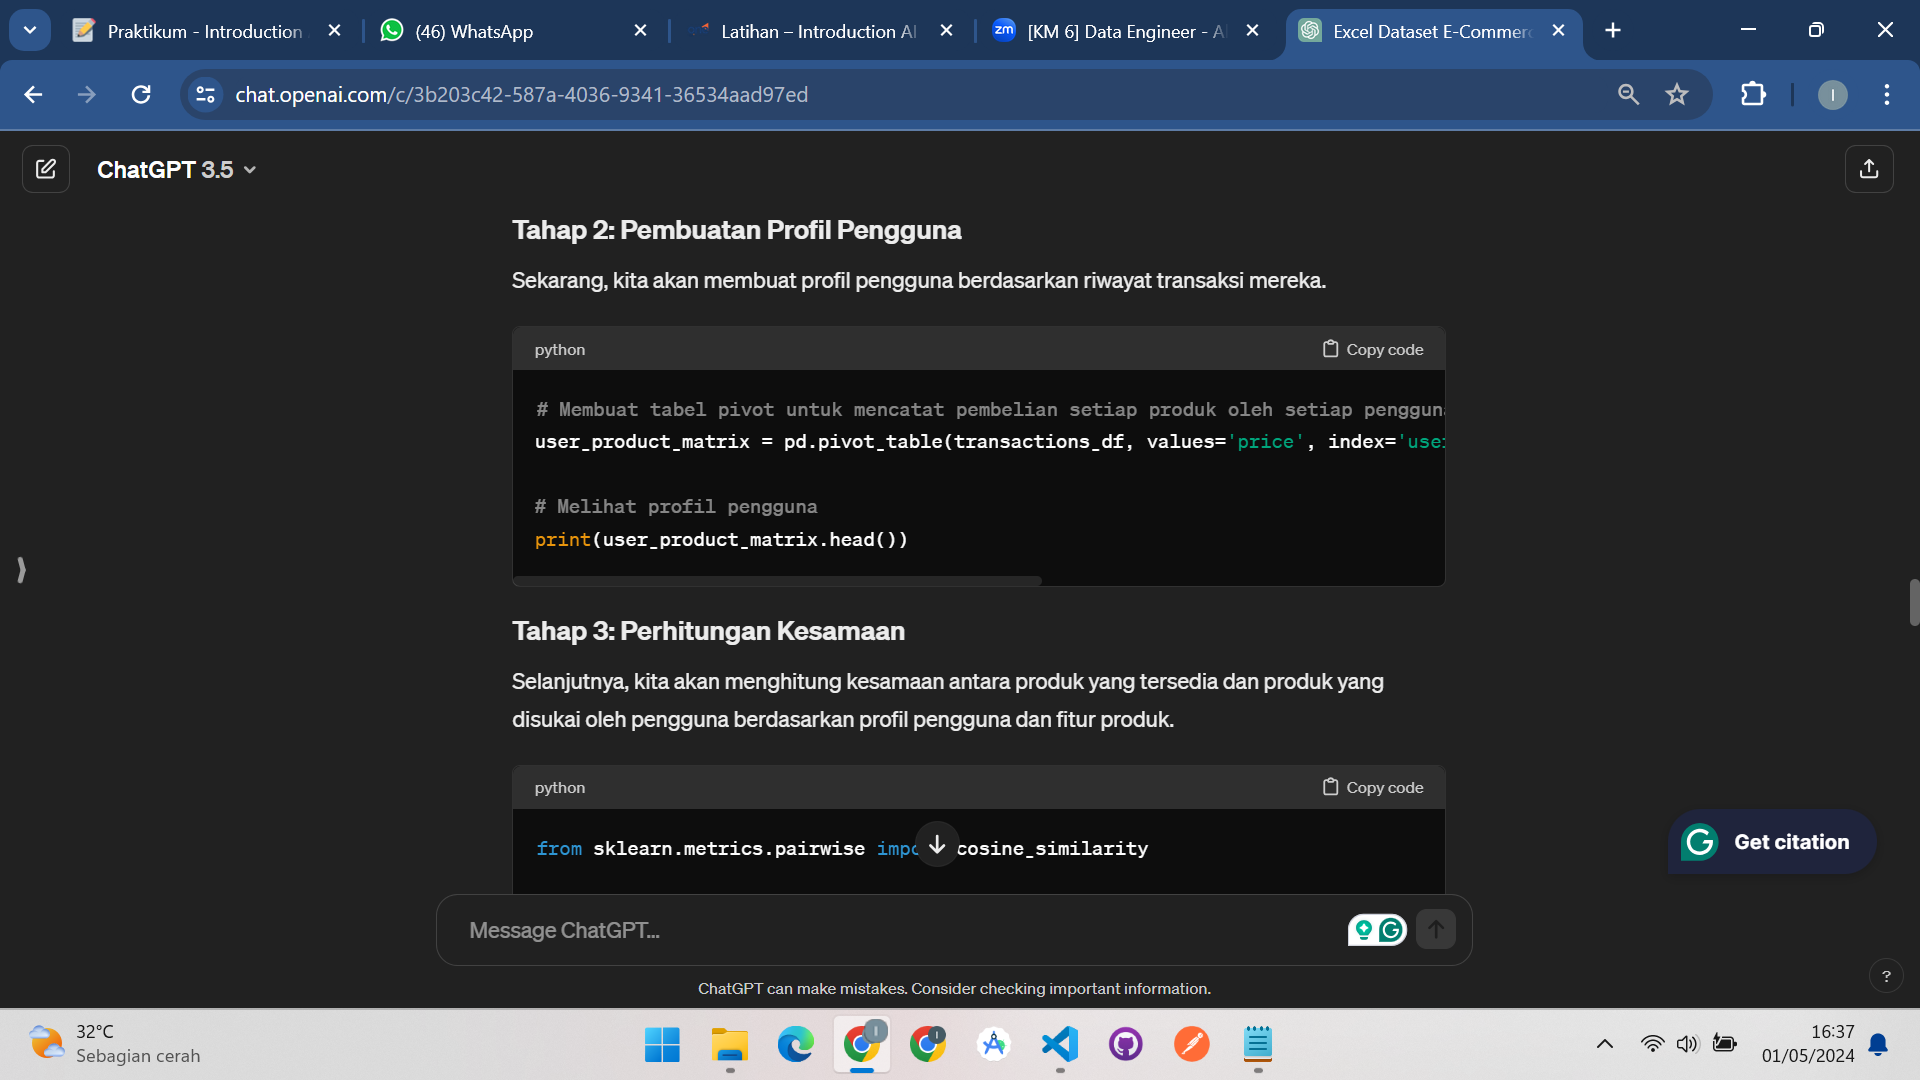 Praktikum - Introduction
(46) WhatsApp
Latihan – Introduction AI
[KM 6] Data Engineer - A
Excel Dataset E-Commerc
chat.openai.com/c/3b203c42-587a-4036-9341-36534aad97ed
I
ChatGPT 3.5
Tahap 2: Pembuatan Profil Pengguna
Sekarang, kita akan membuat profil pengguna berdasarkan riwayat transaksi mereka.
python
Copy code
# Membuat tabel pivot untuk mencatat pembelian setiap produk oleh setiap pengguna
user_product_matrix = pd.pivot_table(transactions_df, values='price', index='user
# Melihat profil pengguna
print(user_product_matrix.head())
Tahap 3: Perhitungan Kesamaan
Selanjutnya, kita akan menghitung kesamaan antara produk yang tersedia dan produk yang
disukai oleh pengguna berdasarkan profil pengguna dan fitur produk.
python
Copy code
from sklearn.metrics.pairwise impo cosine_similarity
Get citation
Message ChatGPT...
ChatGPT can make mistakes. Consider checking important information.
?
32°C
Sebagian cerah
16:37
01/05/2024